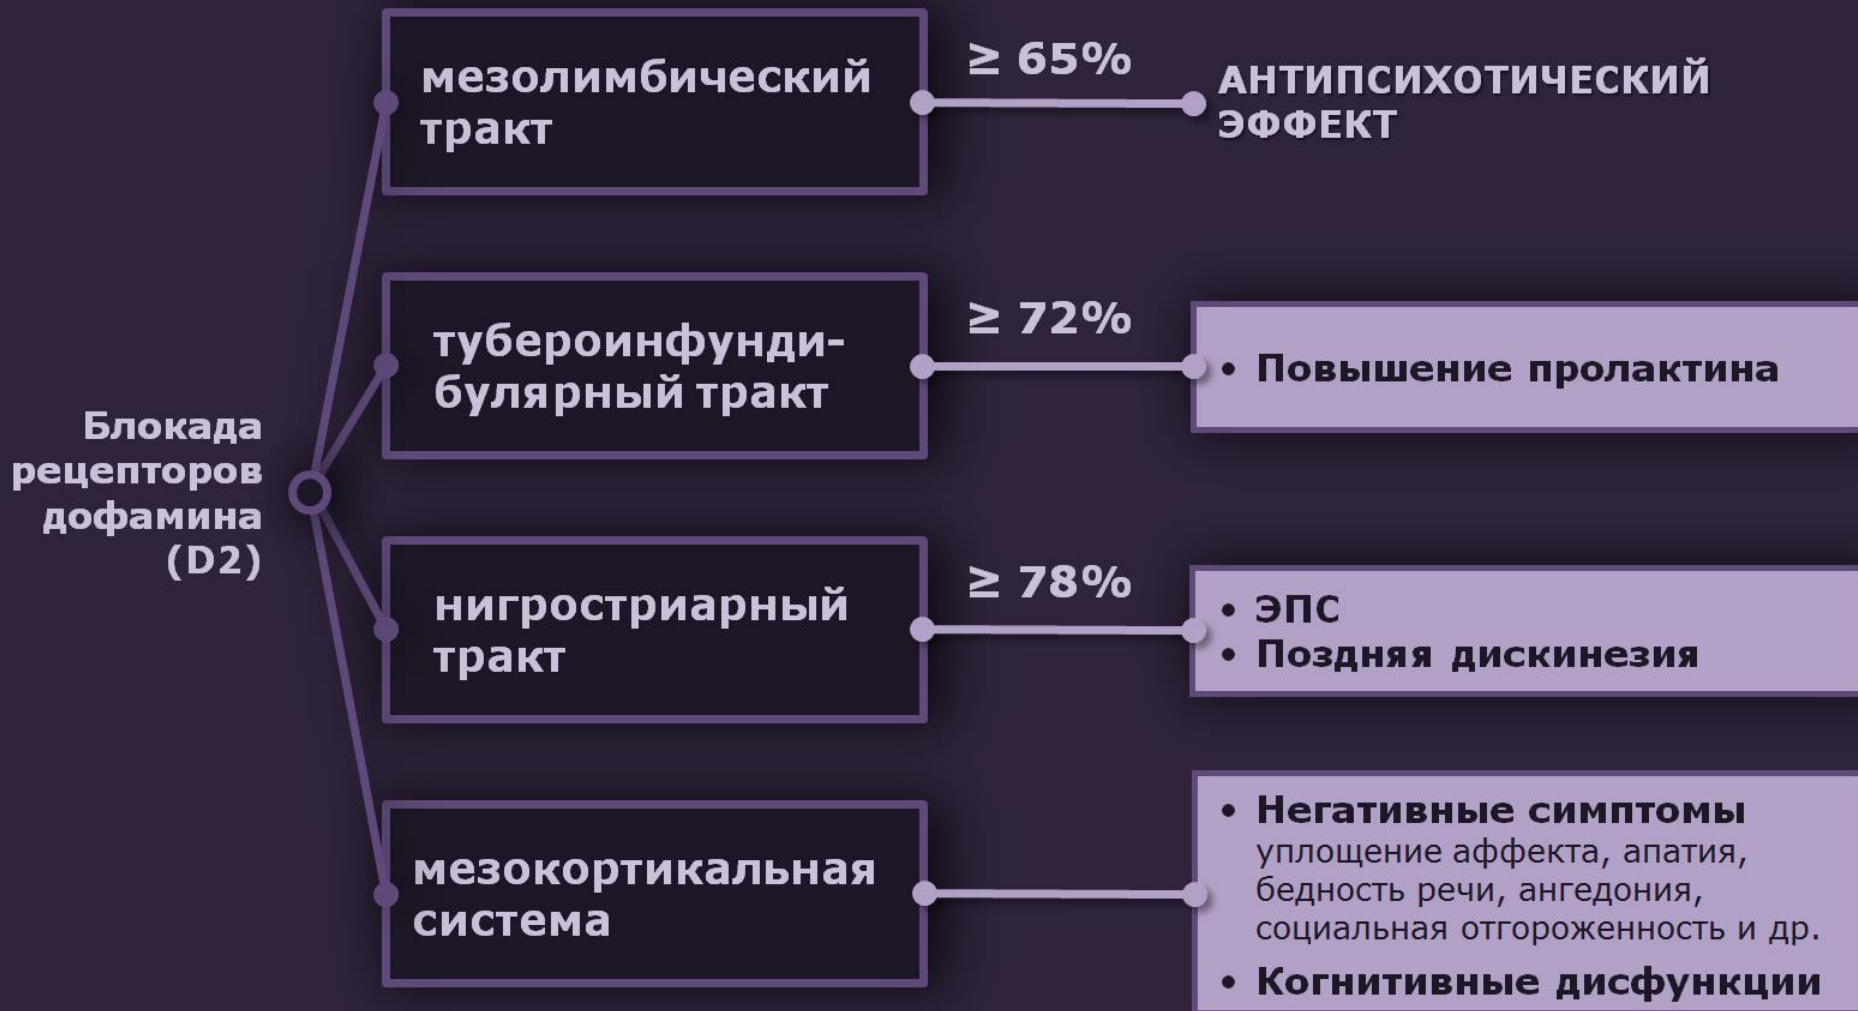 Блокада
рецепторов
дофамина
(D2)
мезолимбический
тракт
≥ 65%
АНТИПСИХОТИЧЕСКИЙ
ЭФФЕКТ
тубероинфунди-
булярный тракт
≥ 72%
• Повышение пролактина
нигростриарный
тракт
≥ 78%
• ЭПС
• Поздняя дискинезия
мезокортикальная
система
• Негативные симптомы
уплощение аффекта, апатия,
бедность речи, ангедония,
социальная отгороженность и др.
• Когнитивные дисфункции